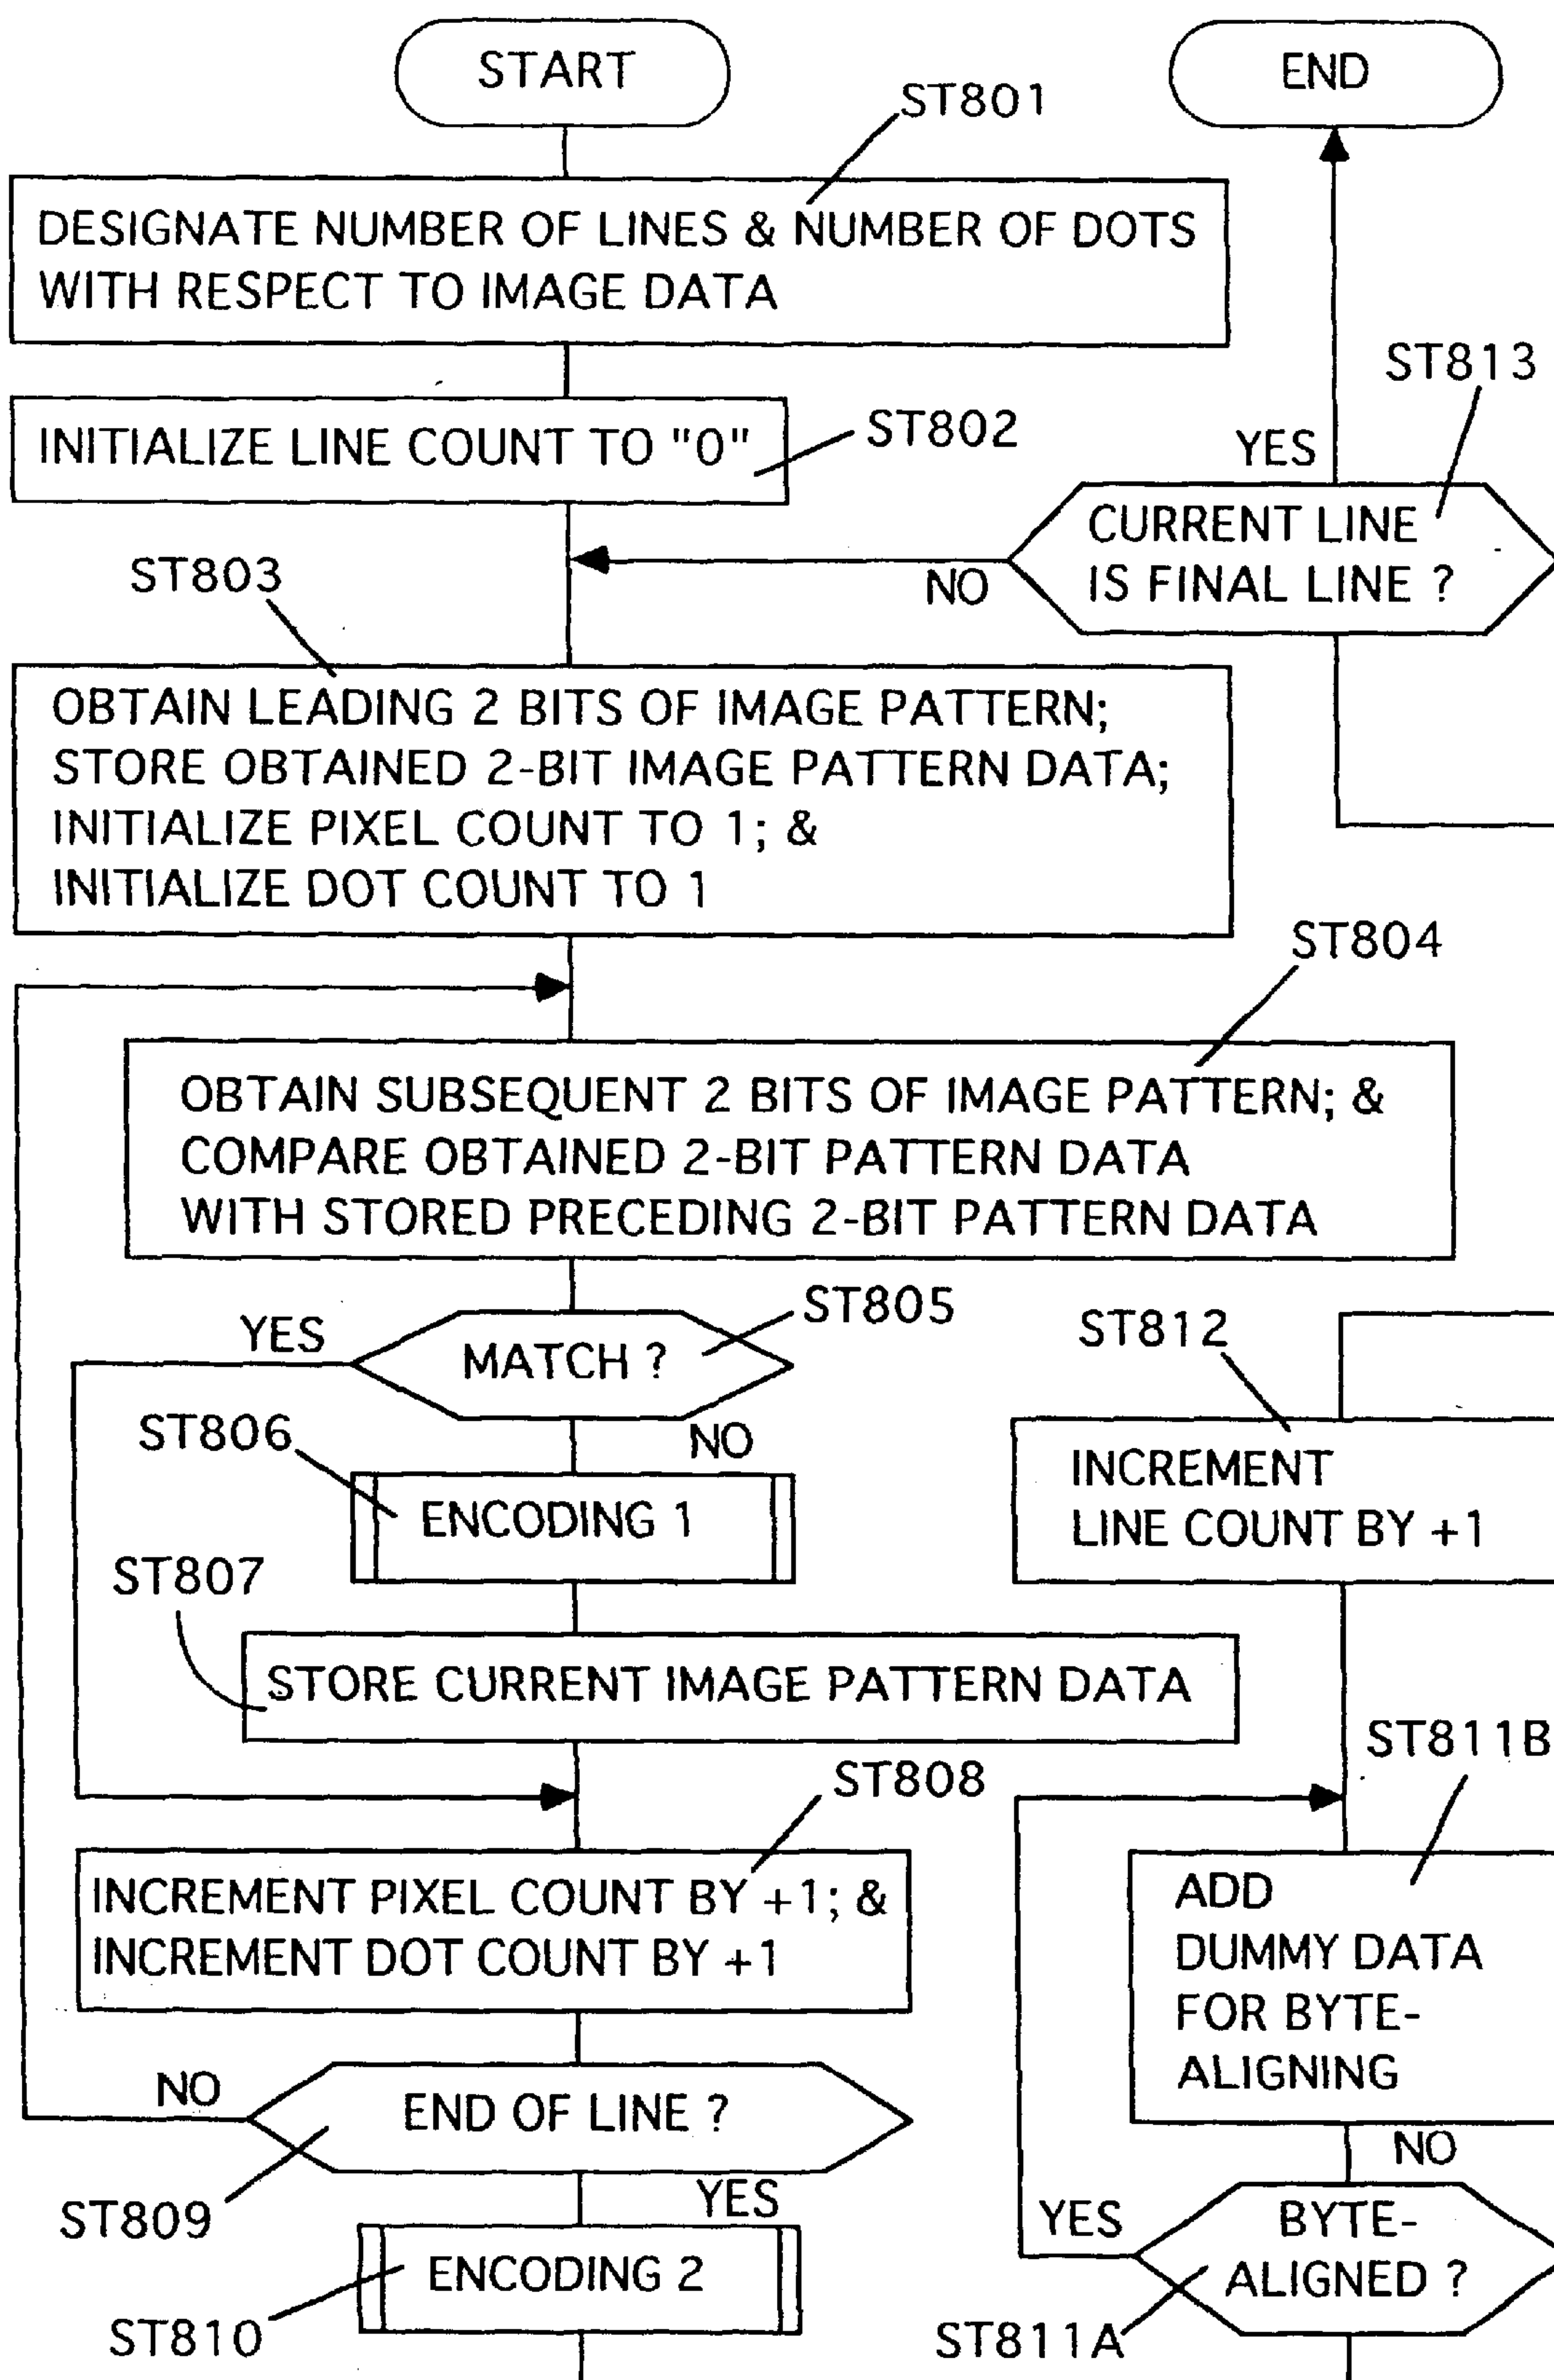 START
ST801
DESIGNATE NUMBER OF LINES & NUMBER OF DOTS
WITH RESPECT TO IMAGE DATA
INITIALIZE LINE COUNT TO "0"
ST802
ST803
OBTAIN LEADING 2 BITS OF IMAGE PATTERN;
STORE OBTAINED 2-BIT IMAGE PATTERN DATA;
INITIALIZE PIXEL COUNT TO 1; &
INITIALIZE DOT COUNT TO 1
ST804
OBTAIN SUBSEQUENT 2 BITS OF IMAGE PATTERN; &
COMPARE OBTAINED 2-BIT PATTERN DATA
WITH STORED PRECEDING 2-BIT PATTERN DATA
ST805
YES
MATCH ?
NO
ST806
ENCODING 1
ST807
STORE CURRENT IMAGE PATTERN DATA
ST808
INCREMENT PIXEL COUNT BY +1; &
INCREMENT DOT COUNT BY +1
NO
END OF LINE ?
YES
ST809
ENCODING 2
ST810
END
ST813
YES
CURRENT LINE
IS FINAL LINE ?
NO
ST812
INCREMENT
LINE COUNT BY +1
ST811B
ADD
DUMMY DATA
FOR BYTE-
ALIGNING
NO
YES
BYTE-
ALIGNED ?
ST811A